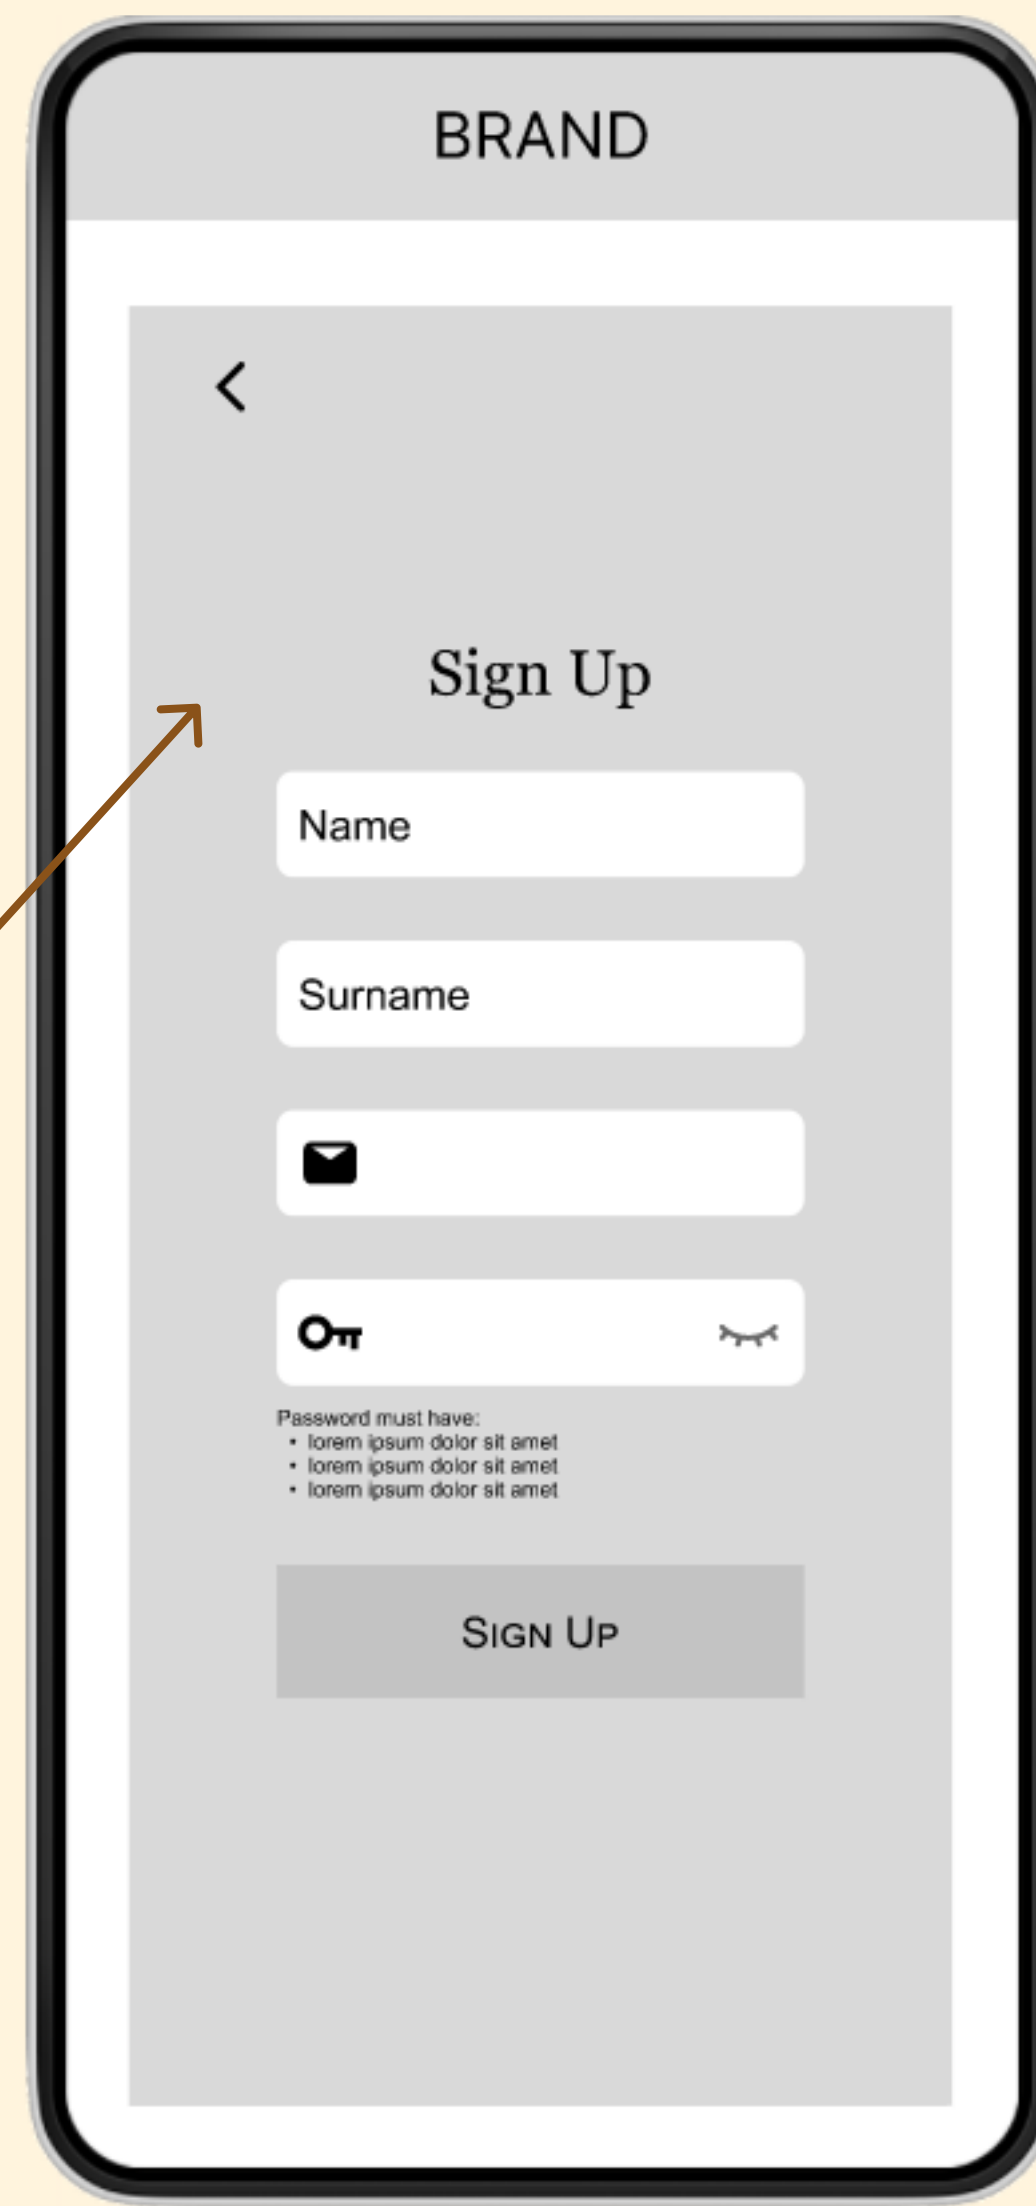 BRAND
Sign Up
Name
Surname
Password must have:
• lorem ipsum dolor sit amet
• lorem ipsum dolor sit amet
• lorem ipsum dolor sit amet
SIGN UP